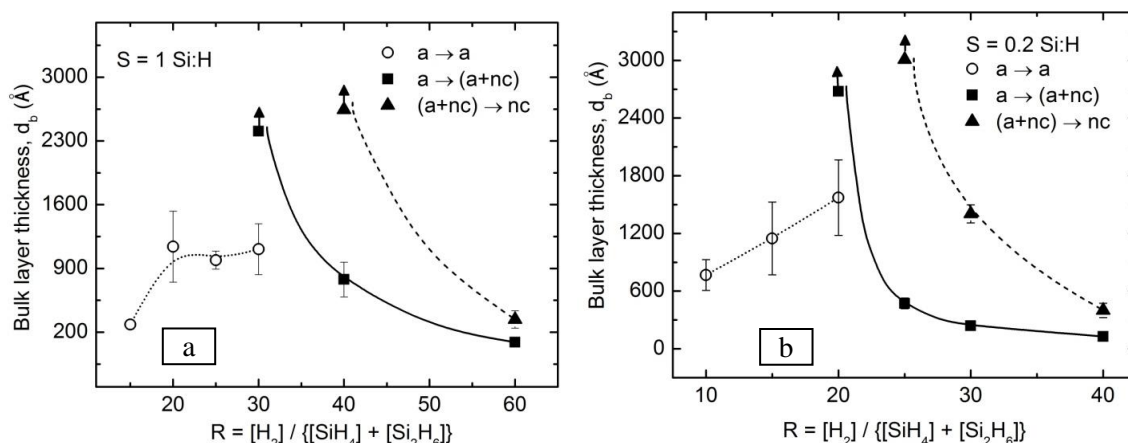 S = 1 Si:H
a → a
a → (a+nc)
(a+nc) → nc
3000
2300
1600
900
200
Bulk layer thickness, d_b (Å)
a
20 30 40 50 60
R = [H₂] / {[SiH₄] + [Si₂H₆]}
S = 0.2 Si:H
a → a
a → (a+nc)
(a+nc) → nc
3000
2400
1800
1200
600
0
Bulk layer thickness, d_b (Å)
b
10 15 20 25 30 35 40
R = [H₂] / {[SiH₄] + [Si₂H₆]}